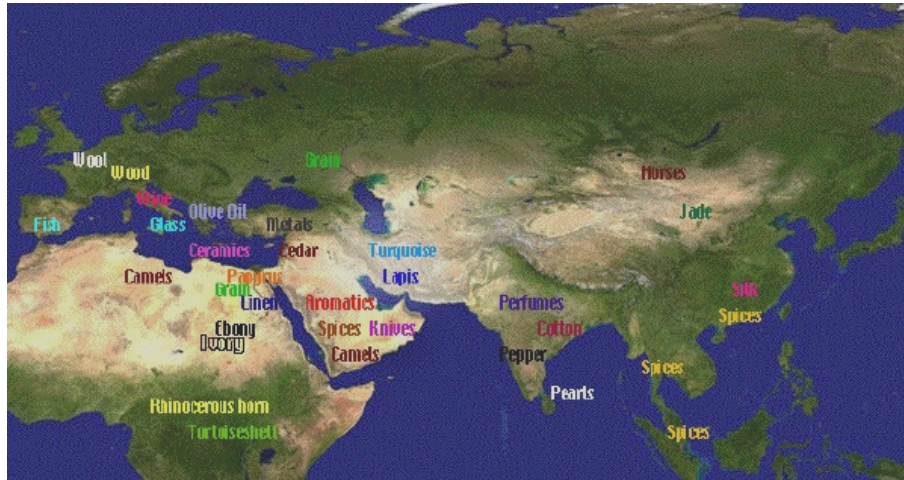 Wool
Grain
Wood
Horses
Wine
Olive Oil
Jade
Fish
Glass
Metals
Ceramics
Cedar
Turquoise
Camels
Papyrus
Lapis
Grain
Silk
Linen
Aromatics
Perfumes
Spices
Ebony
Spices
Knives
Cotton
Ivory
Camels
Pepper
Spices
Pearls
Rhinocerous horn
Tortoiseshell
Spices